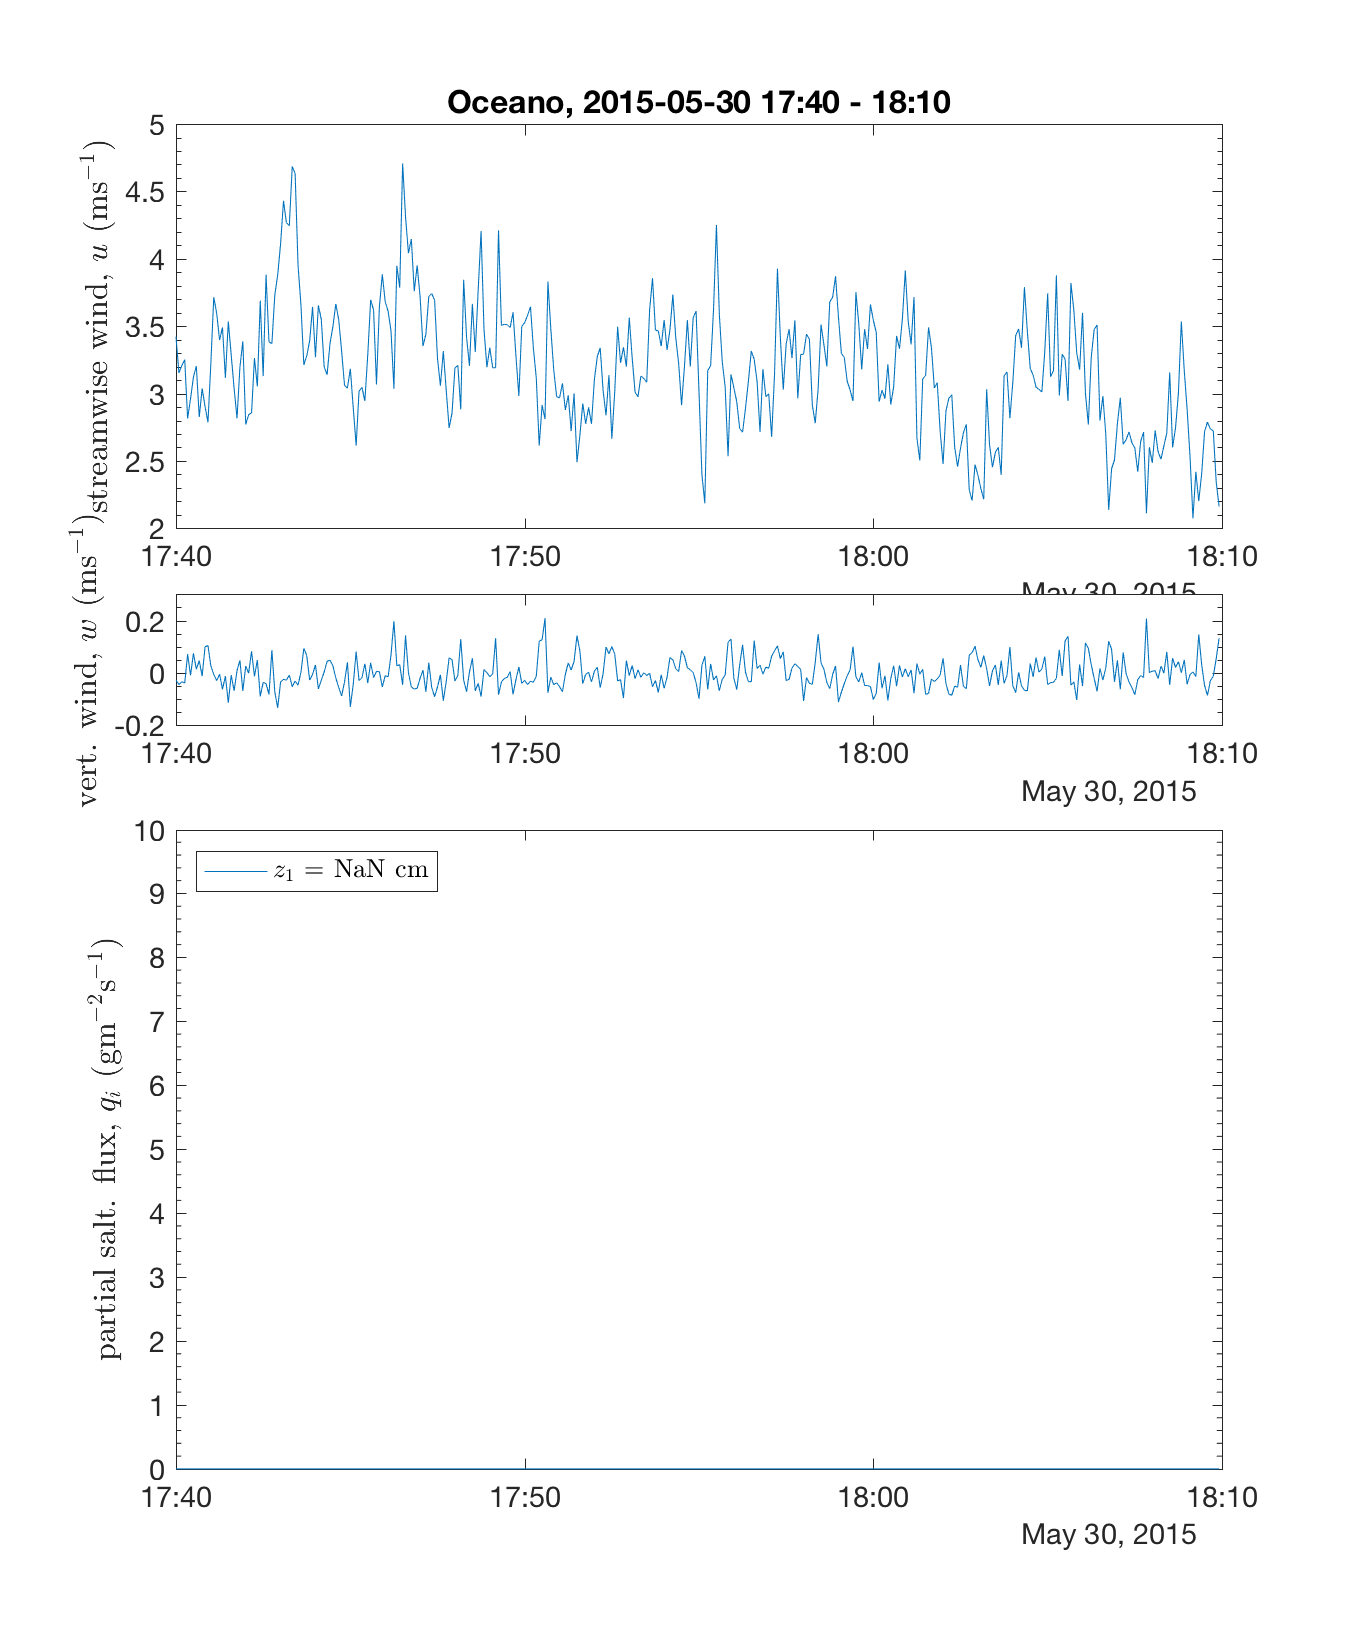 Oceano, 2015-05-30 17:40 - 18:10
streamwise wind, u (ms⁻¹)
5
4.5
4
3.5
3
2.5
2
17:40 17:50 18:00 18:10
May 30, 2015
vert. wind, w (ms⁻¹)
0.2
0
-0.2
17:40 17:50 18:00 18:10
May 30, 2015
partial salt. flux, qᵢ (gm⁻²s⁻¹)
10
z₁ = NaN cm
9
8
7
6
5
4
3
2
1
0
17:40 17:50 18:00 18:10
May 30, 2015